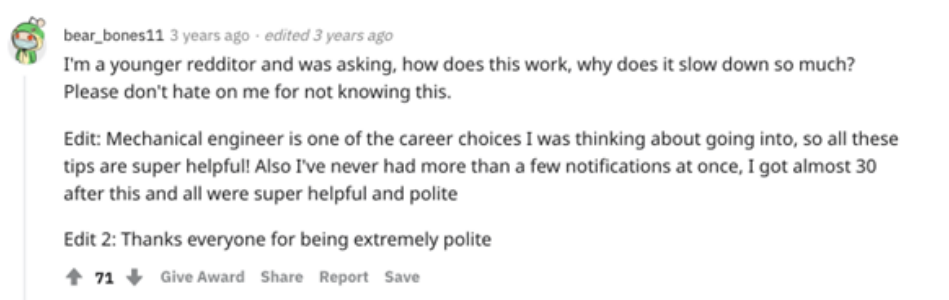 bear_bones11 3 years ago · edited 3 years ago
I'm a younger redditor and was asking, how does this work, why does it slow down so much?
Please don't hate on me for not knowing this.
Edit: Mechanical engineer is one of the career choices I was thinking about going into, so all these
tips are super helpful! Also I've never had more than a few notifications at once, I got almost 30
after this and all were super helpful and polite
Edit 2: Thanks everyone for being extremely polite
71 Give Award Share Report Save